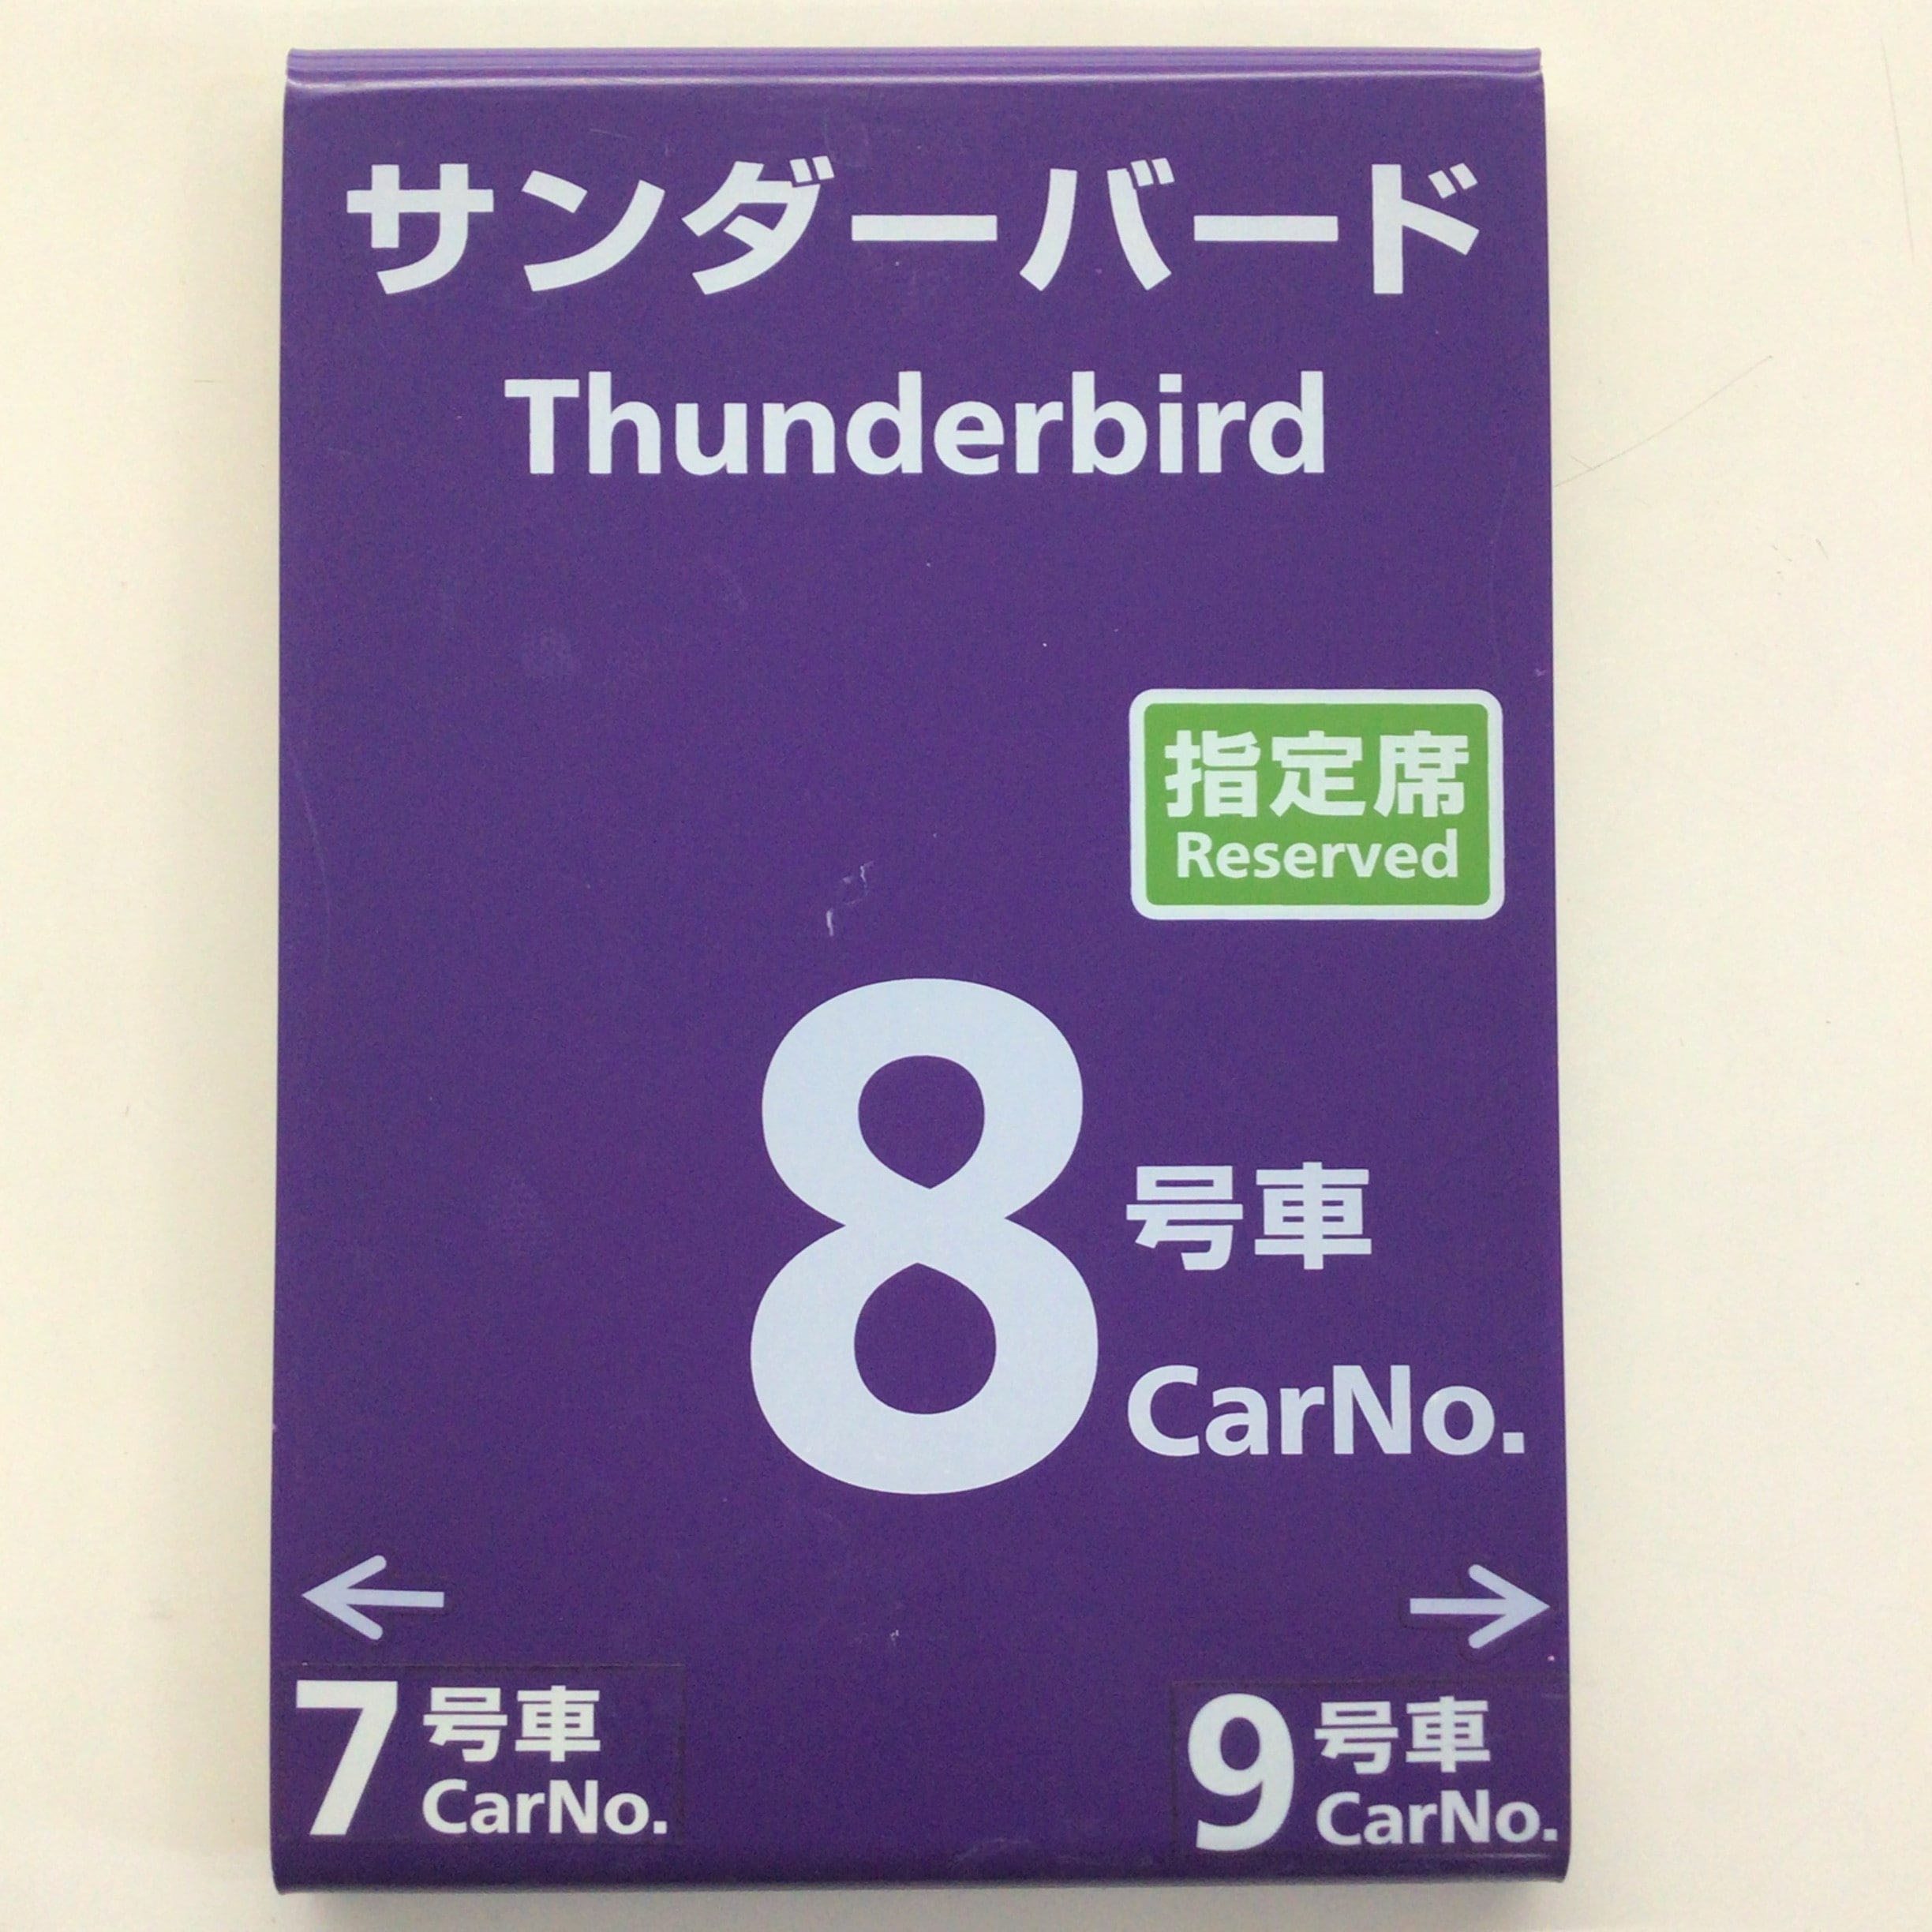 サンダーバード
Thunderbird
指定席
Reserved
8 号車
CarNo.
← →
7 号車
CarNo.
9 号車
CarNo.